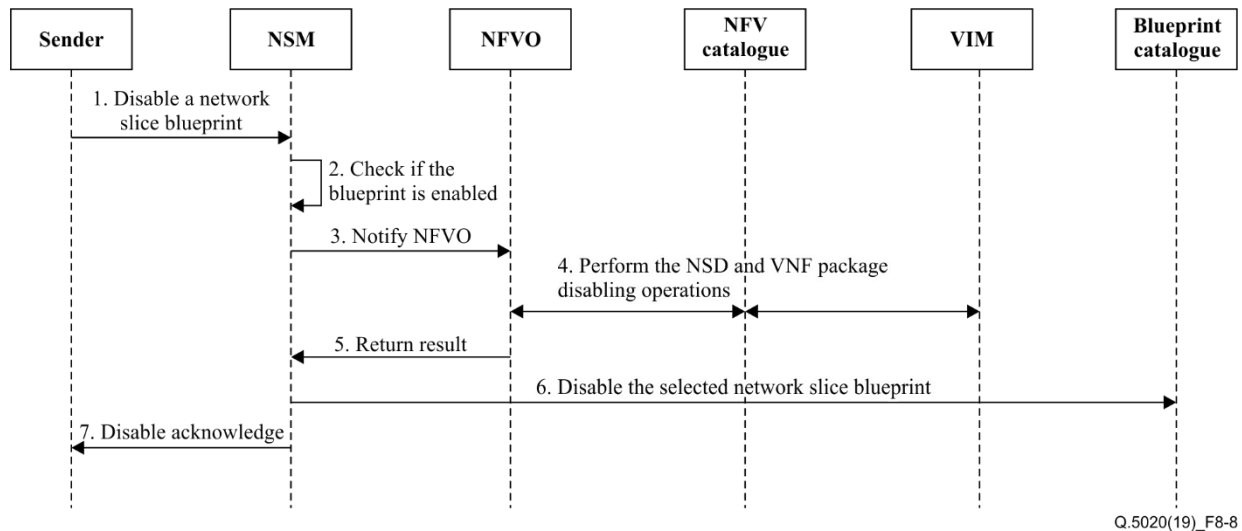 Sender
NSM
NFVO
NFV
catalogue
VIM
Blueprint
catalogue
1. Disable a network
slice blueprint
2. Check if the
blueprint is enabled
3. Notify NFVO
4. Perform the NSD and VNF package
disabling operations
5. Return result
6. Disable the selected network slice blueprint
7. Disable acknowledge
Q.5020(19)_F8-8